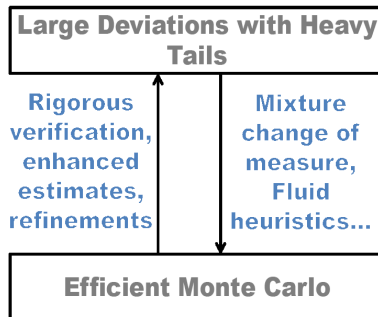 Large Deviations with Heavy
Tails
Rigorous
verification,
enhanced
estimates,
refinements
Mixture
change of
measure,
Fluid
heuristics...
Efficient Monte Carlo